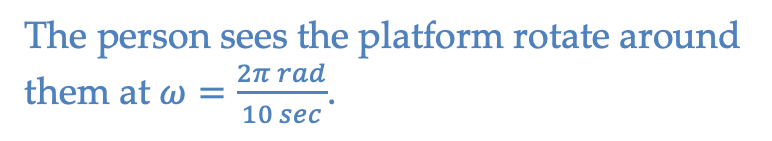 The person sees the platform rotate around
them at ω = 2π rad / 10 sec.